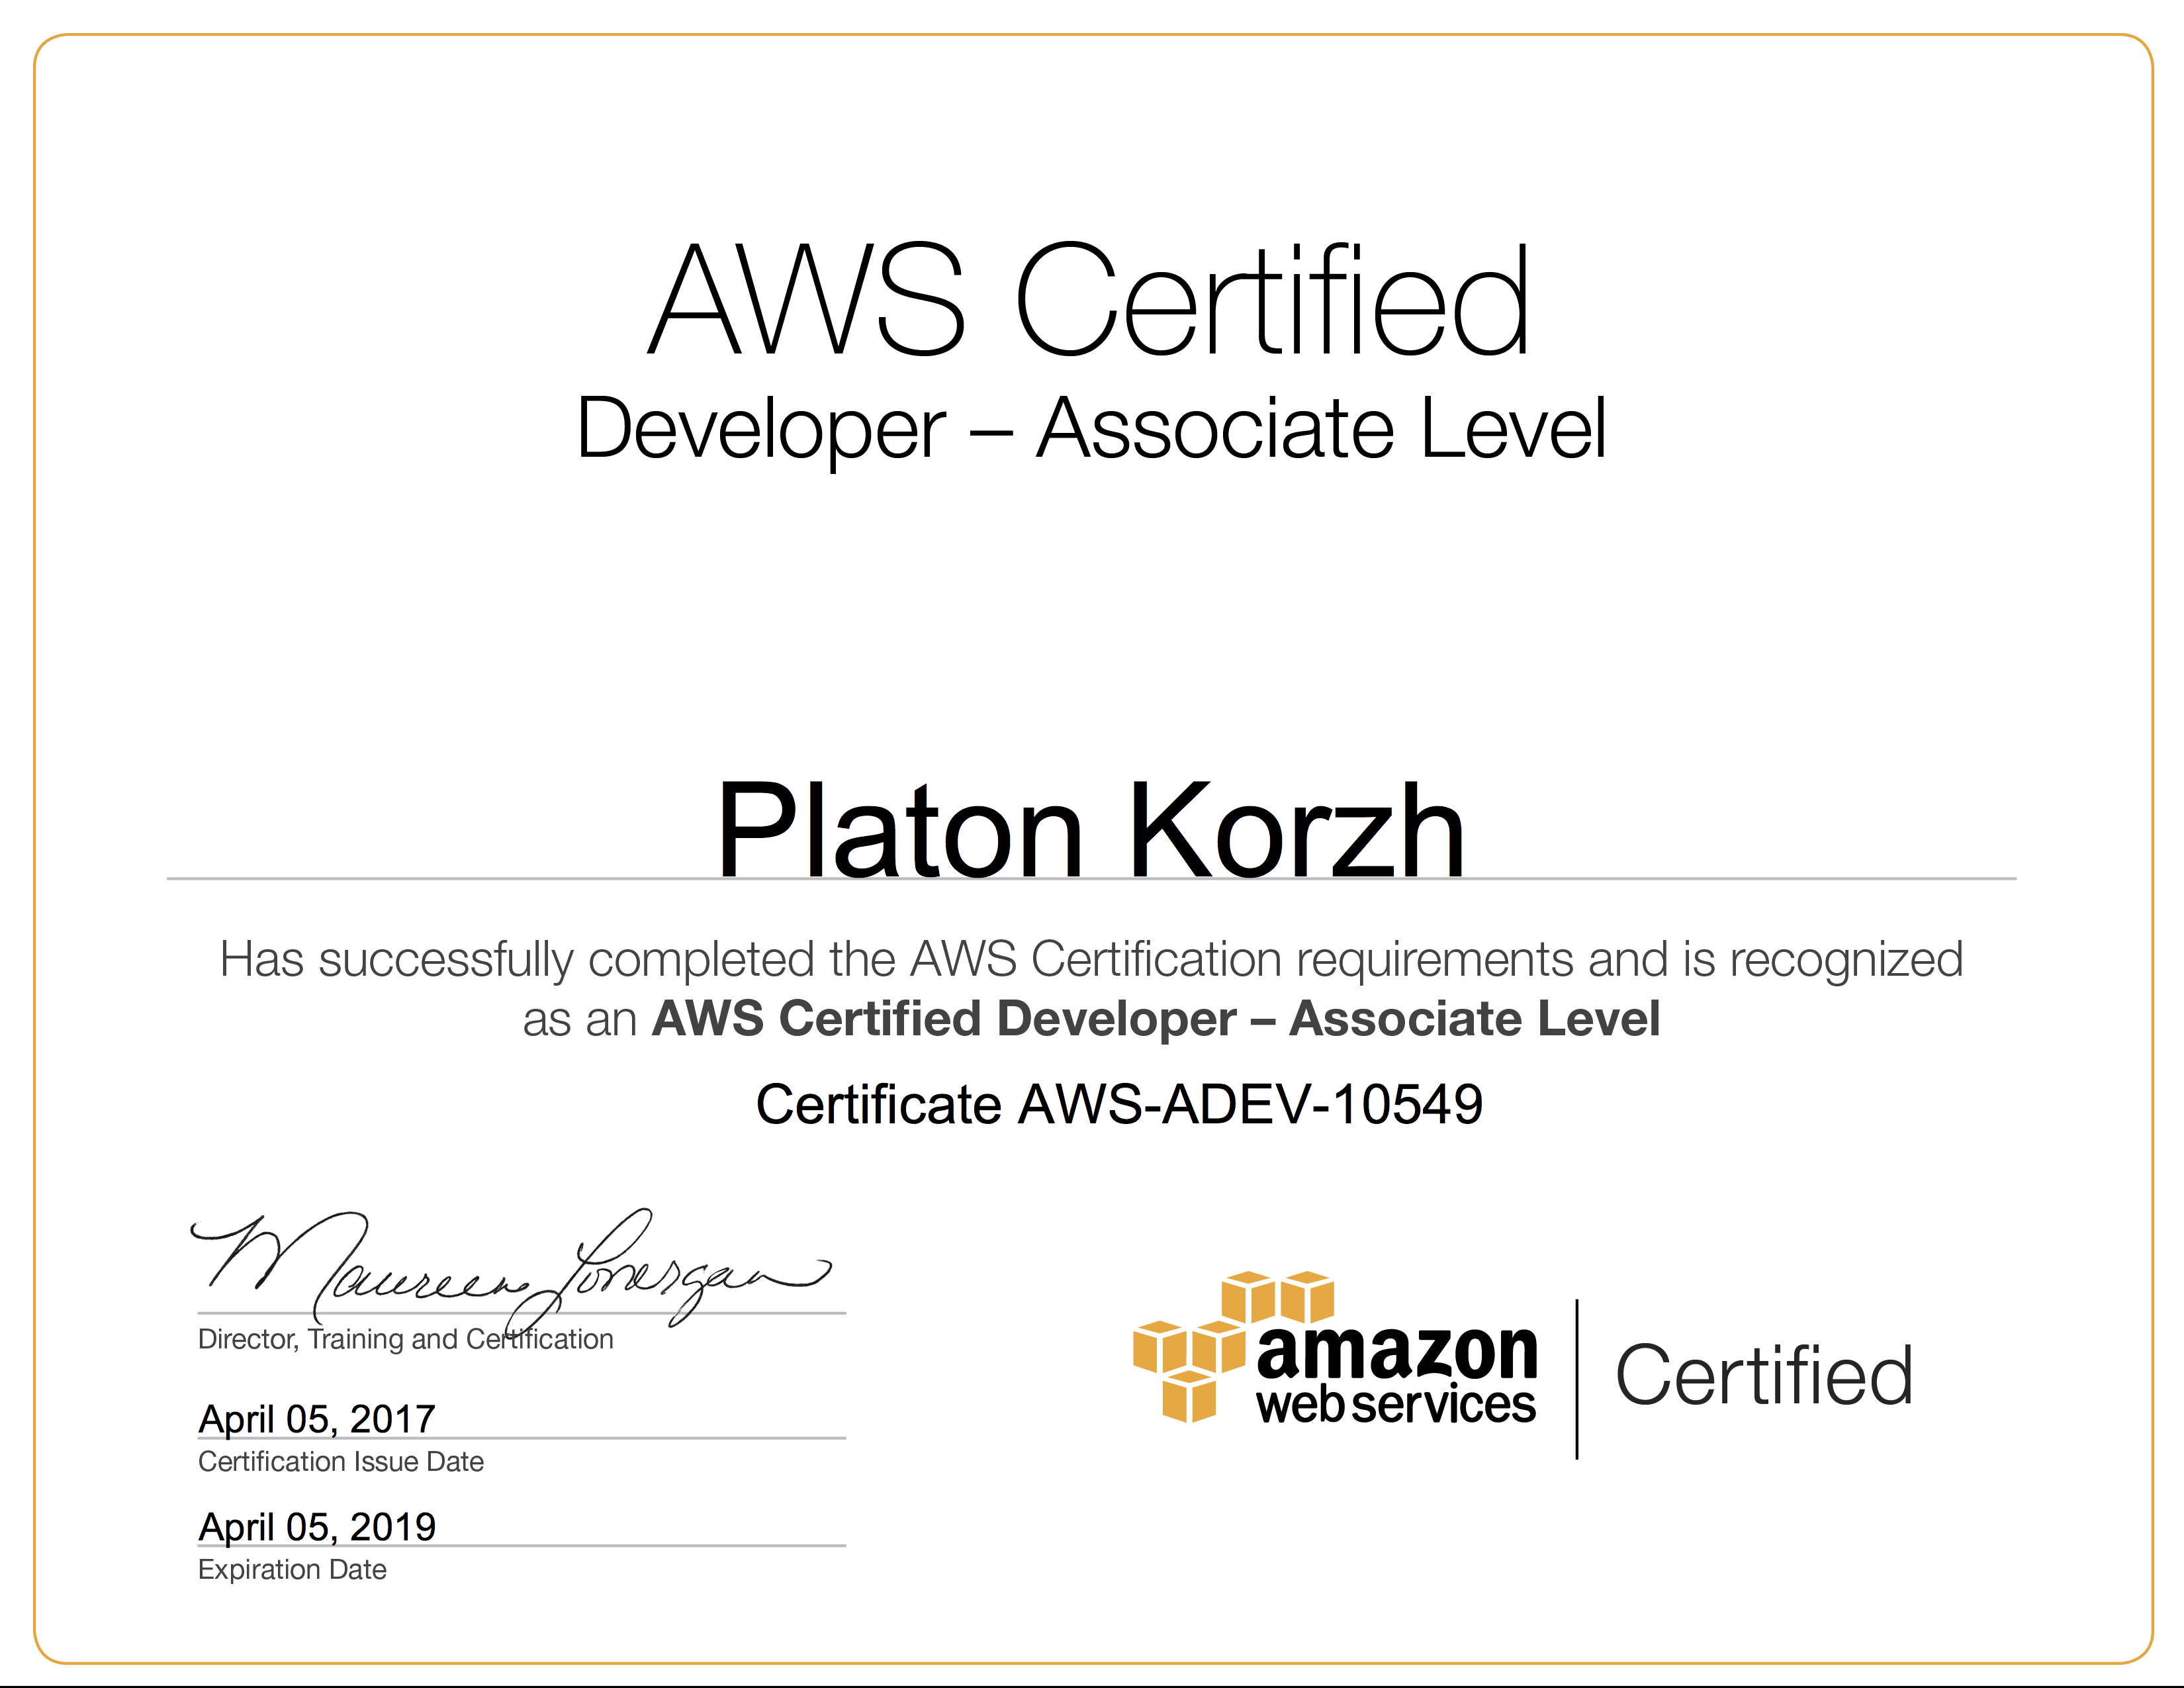 AWS Certified
Developer – Associate Level
Platon Korzh
Has successfully completed the AWS Certification requirements and is recognized
as an AWS Certified Developer – Associate Level
Certificate AWS-ADEV-10549
Maureen Lonergan
Director, Training and Certification
April 05, 2017
Certification Issue Date
April 05, 2019
Expiration Date
amazon
web services
Certified